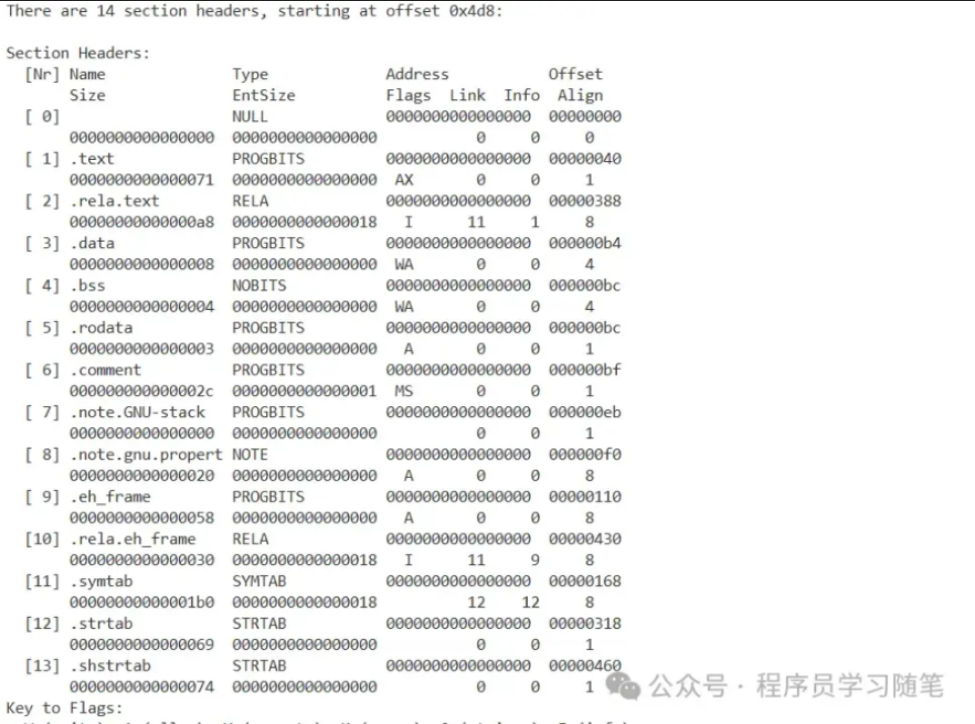 There are 14 section headers, starting at offset 0x4d8:
Section Headers:
[Nr] Name Type Address Offset
Size EntSize Flags Link Info Align
[ 0] NULL 0000000000000000 00000000
0000000000000000 0000000000000000 0 0 0
[ 1] .text PROGBITS 0000000000000000 00000040
0000000000000071 0000000000000000 AX 0 0 1
[ 2] .rela.text RELA 0000000000000000 00000388
00000000000000a8 0000000000000018 I 11 1 8
[ 3] .data PROGBITS 0000000000000000 000000b4
0000000000000008 0000000000000000 WA 0 0 4
[ 4] .bss NOBITS 0000000000000000 000000bc
0000000000000004 0000000000000000 WA 0 0 4
[ 5] .rodata PROGBITS 0000000000000000 000000bc
0000000000000003 0000000000000000 A 0 0 1
[ 6] .comment PROGBITS 0000000000000000 000000bf
000000000000002c 0000000000000001 MS 0 0 1
[ 7] .note.GNU-stack PROGBITS 0000000000000000 000000eb
0000000000000000 0000000000000000 0 0 1
[ 8] .note.gnu.propert NOTE 0000000000000000 000000f0
0000000000000020 0000000000000000 A 0 0 8
[ 9] .eh_frame PROGBITS 0000000000000000 00000110
0000000000000058 0000000000000000 A 0 0 8
[10] .rela.eh_frame RELA 0000000000000000 00000430
0000000000000030 0000000000000018 I 11 9 8
[11] .symtab SYMTAB 0000000000000000 00000168
00000000000001b0 0000000000000018 12 12 8
[12] .strtab STRTAB 0000000000000000 00000318
0000000000000069 0000000000000000 0 0 1
[13] .shstrtab STRTAB 0000000000000000 00000460
0000000000000074 0000000000000000 0 0 1
公众号 · 程序员学习随笔
Key to Flags: